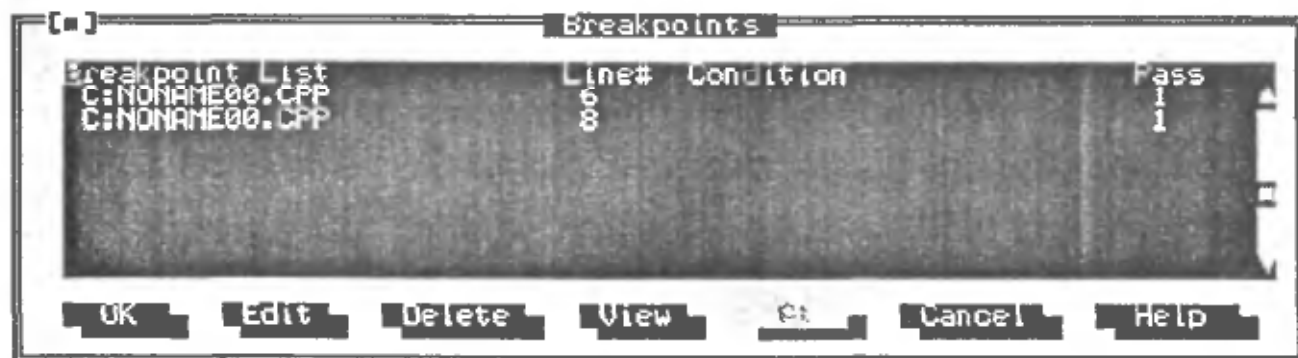 [■] Breakpoints
Breakpoint List Line# Condition Pass
C:NONAME00.CPP 6 1
C:NONAME00.CPP 8 1
OK Edit Delete View Cancel Help